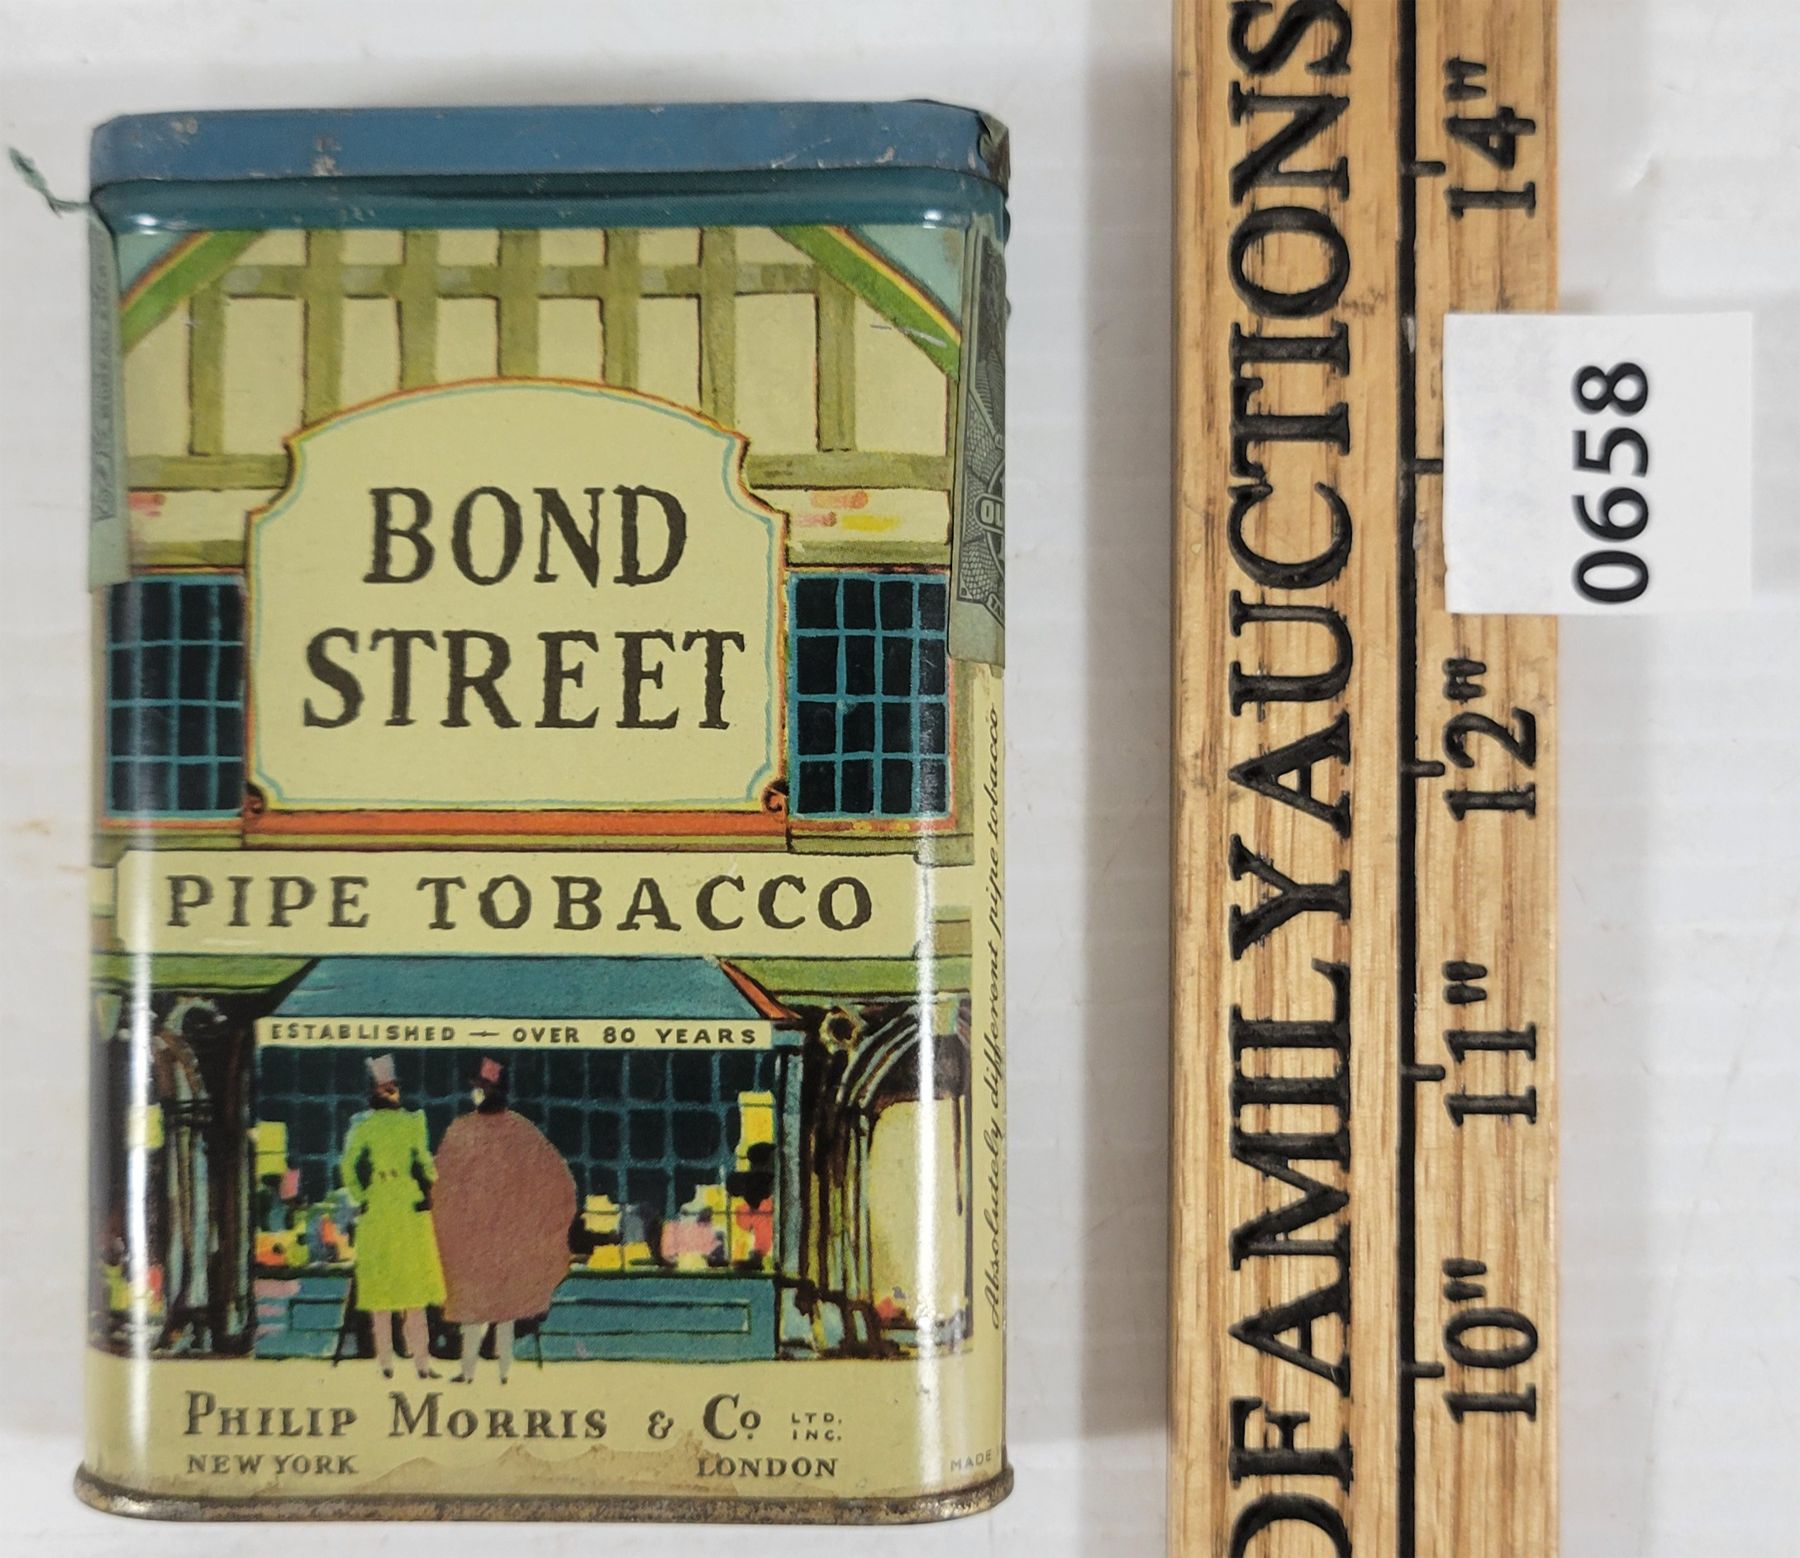 BOND
STREET
PIPE TOBACCO
ESTABLISHED - OVER 80 YEARS
PHILIP MORRIS & Co. LTD. INC.
NEW YORK LONDON
MADE
Absolutely different pipe tobacco
DFAMILYAUCTIONS
14"
12"
11"
10"
0658